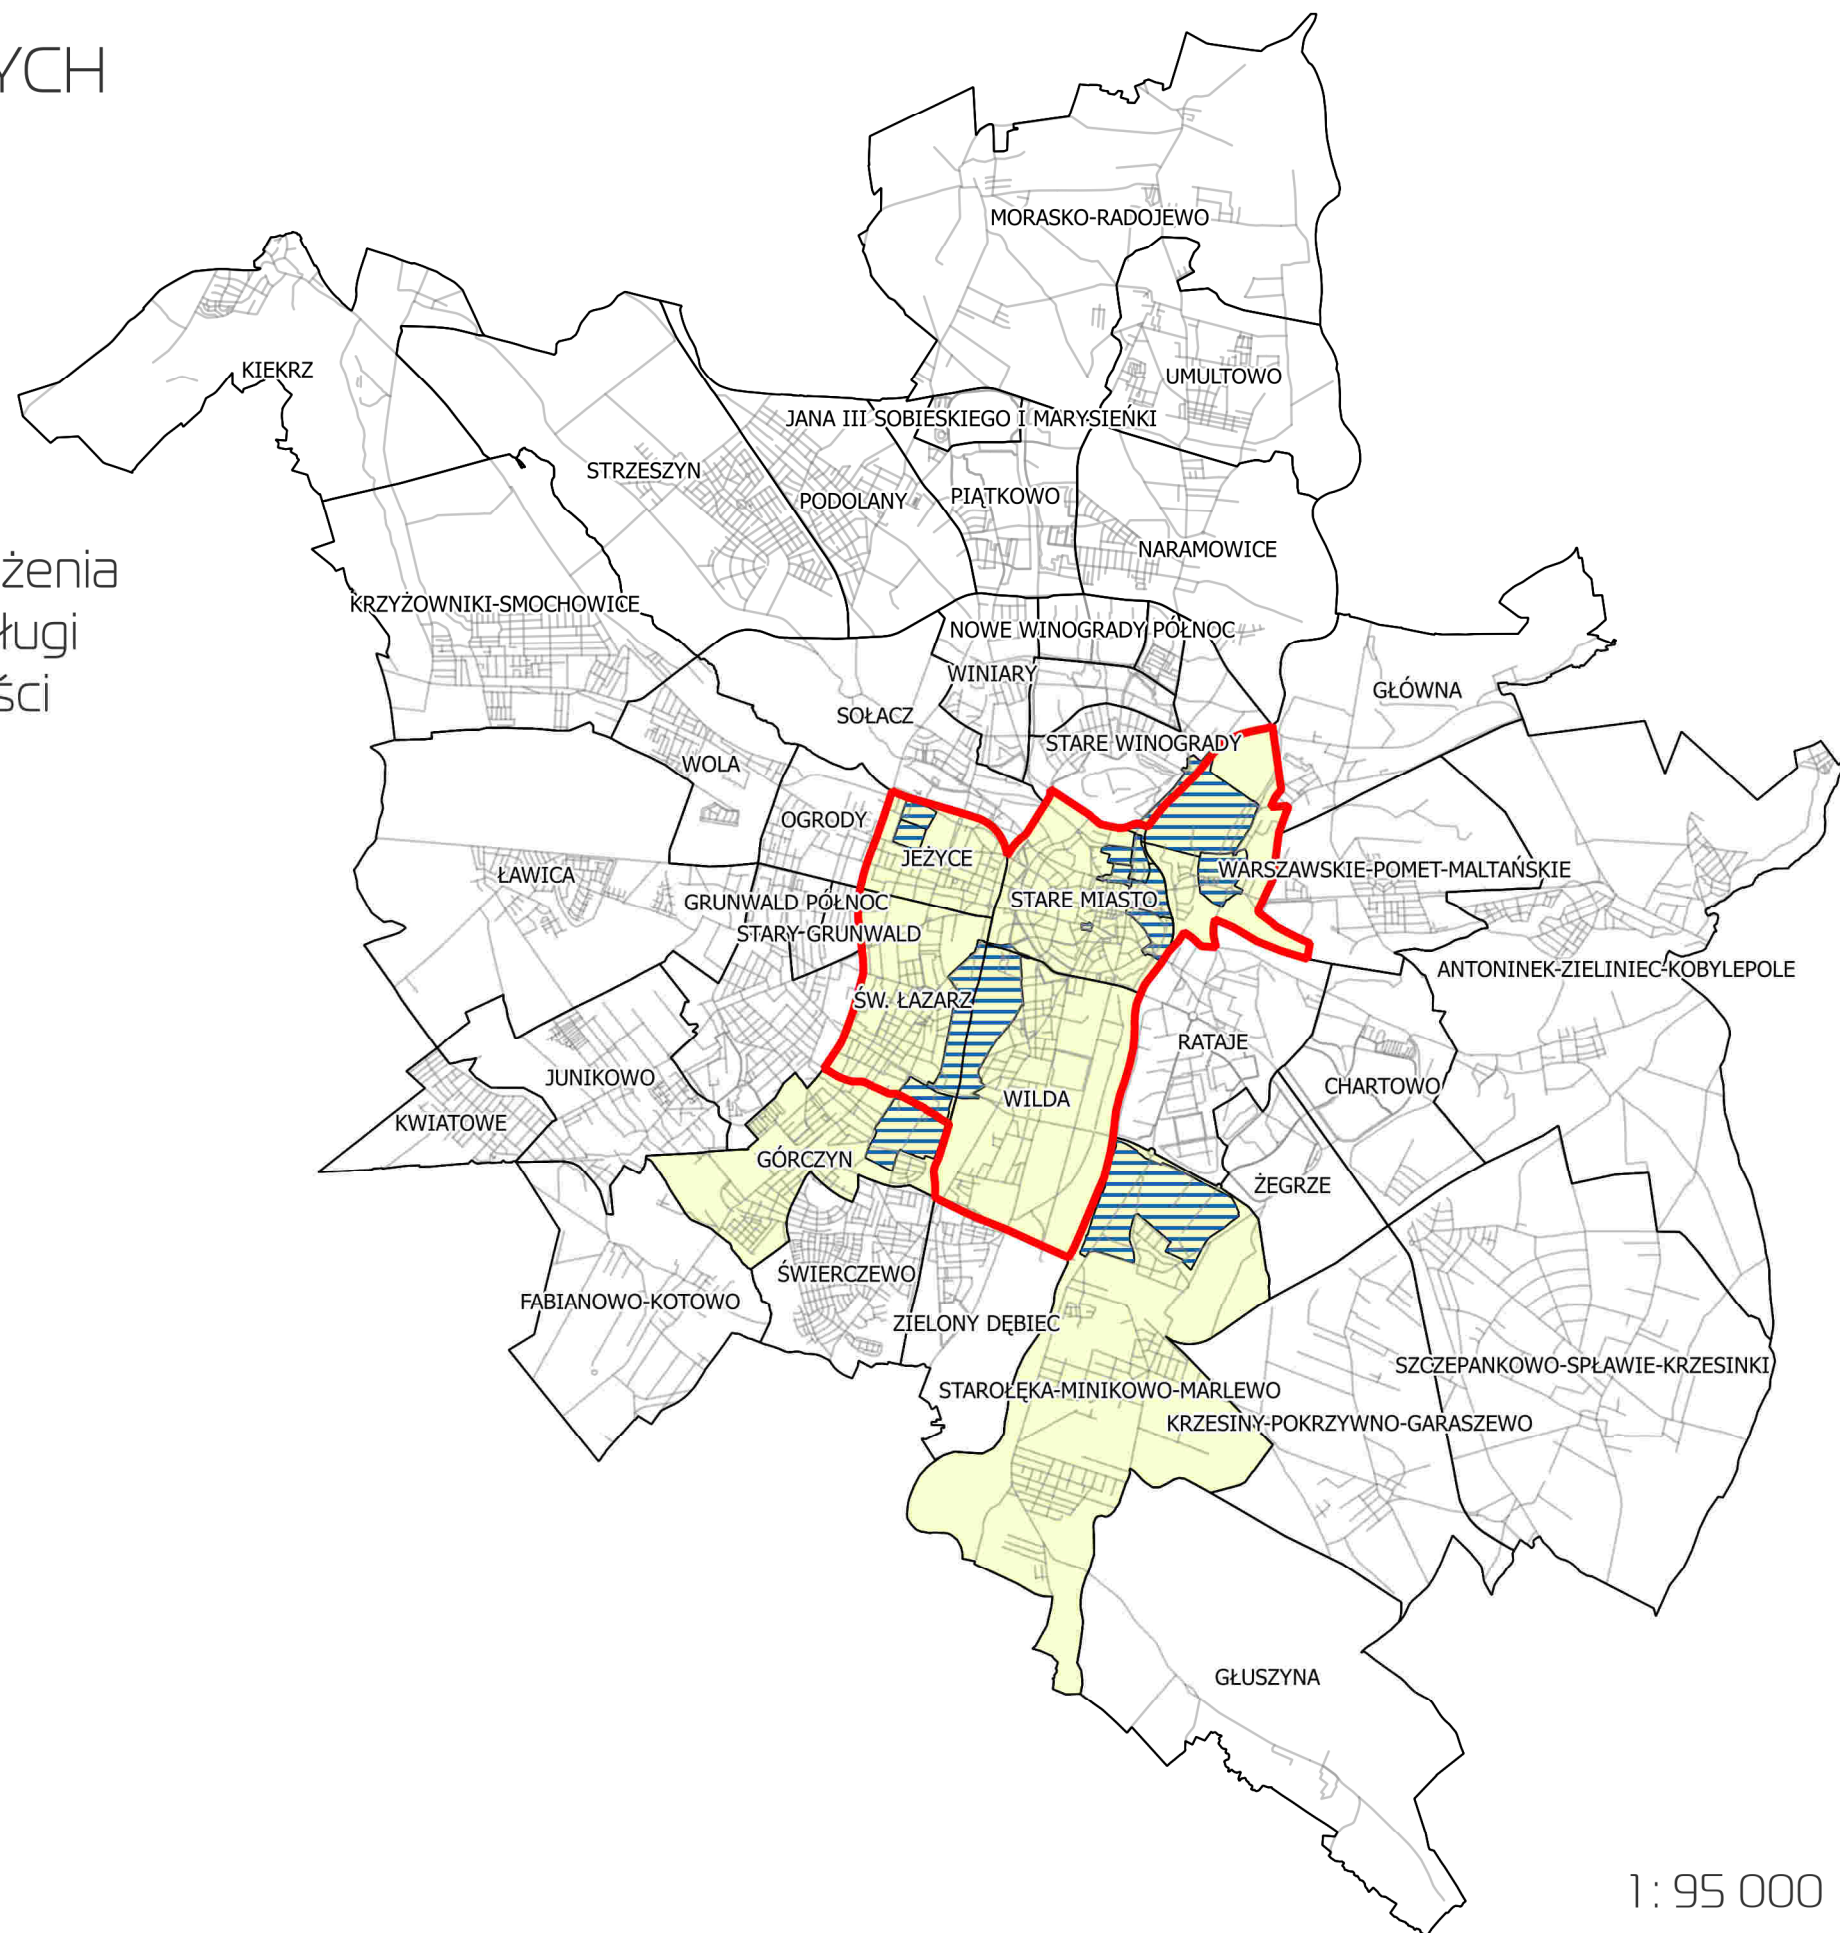 YCH
MORASKO-RADOJEWO
KIEKRZ
UMULTOWO
JANA III SOBIESKIEGO I MARYSIEŃKI
STRZESZYN
PODOLANY
PIĄTKOWO
NARAMOWICE
żenia
ługi
ści
KRZYŻOWNIKI-SMOCHOWICE
NOWE WINOGRADY PÓŁNOC
WINIARY
GŁÓWNA
SOŁACZ
STARE WINOGRADY
WOLA
OGRODY
JEŻYCE
WARSZAWSKIE-POMET-MALTAŃSKIE
ŁAWICA
GRUNWALD PÓŁNOC
STARE MIASTO
STARY GRUNWALD
ANTONINEK-ZIELINIEC-KOBYLEPOLE
ŚW. ŁAZARZ
RATAJE
JUNIKOWO
CHARTOWO
WILDA
KWIATOWE
GÓRCZYN
ŻEGRZE
ŚWIERCZEWO
FABIANOWO-KOTOWO
ZIELONY DĘBIEC
SZCZEPANKOWO-SPŁAWIE-KRZESINKI
STAROŁĘKA-MINIKOWO-MARLEWO
KRZESINY-POKRZYWNO-GARASZEWO
GŁUSZYNA
1: 95 000